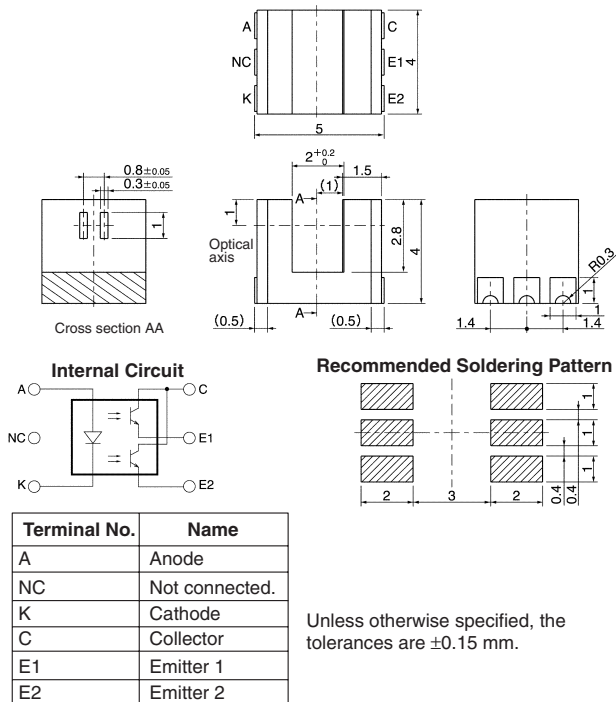 A
C
NC
E1
4
K
E2
5
0.8±0.05
0.3±0.05
1
Cross section AA
2 +0.2 0
1.5
(1)
A
1
Optical
axis
2.8
4
A
(0.5)
(0.5)
R0.3
1
1
1.4
1.4
Internal Circuit
A
C
NC
E1
K
E2
Recommended Soldering Pattern
1
1
1
2
3
2
0.4
0.4
Terminal No. Name
A Anode
NC Not connected.
K Cathode
C Collector
E1 Emitter 1
E2 Emitter 2
Unless otherwise specified, the
tolerances are ±0.15 mm.